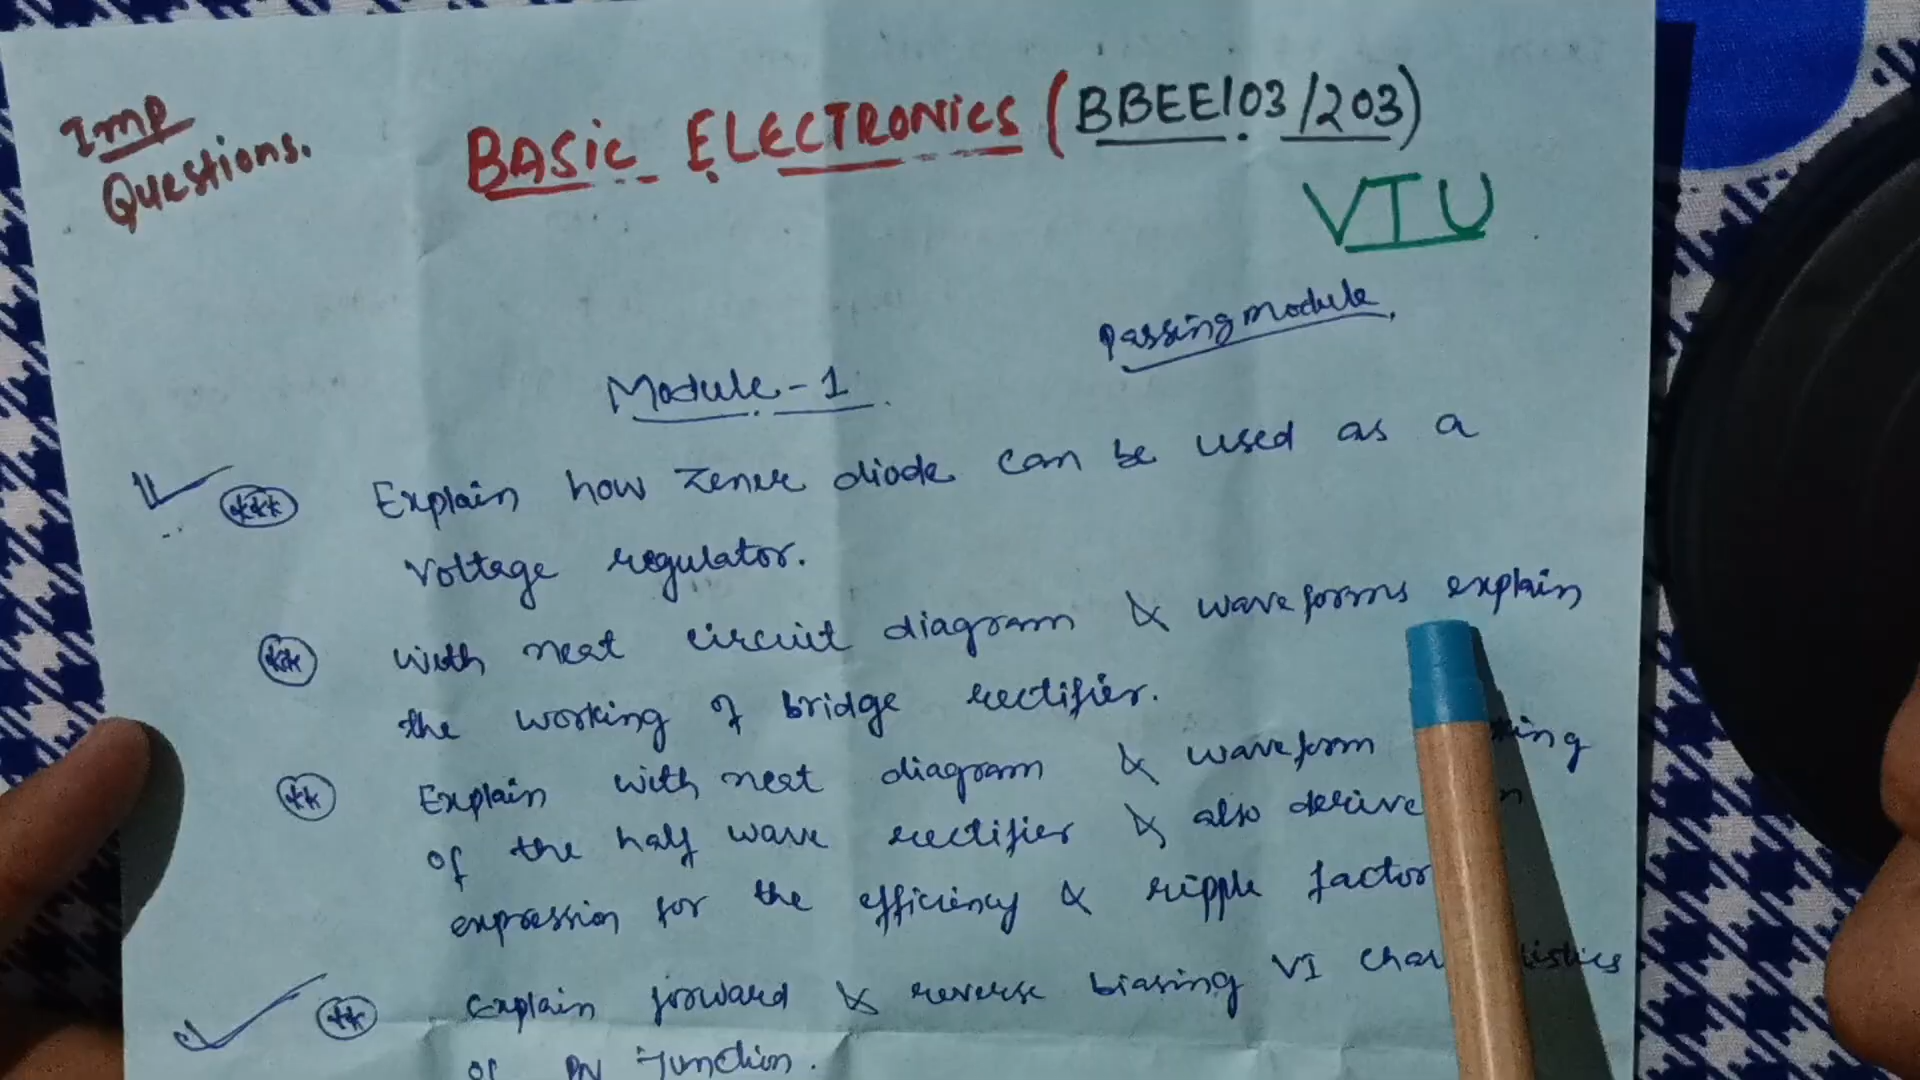 Imp
Questions.
BASIC ELECTRONICS (BBEE103/203)
VTU
Passing module.
Module-1
*** Explain how Zener diode can be used as a
Voltage regulator.
** With neat circuit diagram & waveforms explain
the working of bridge rectifier.
** Explain with neat diagram & waveform
of the half wave rectifier & also derive
expression for the efficiency & ripple factor
** Explain forward & reverse biasing VI
of PN Junction.